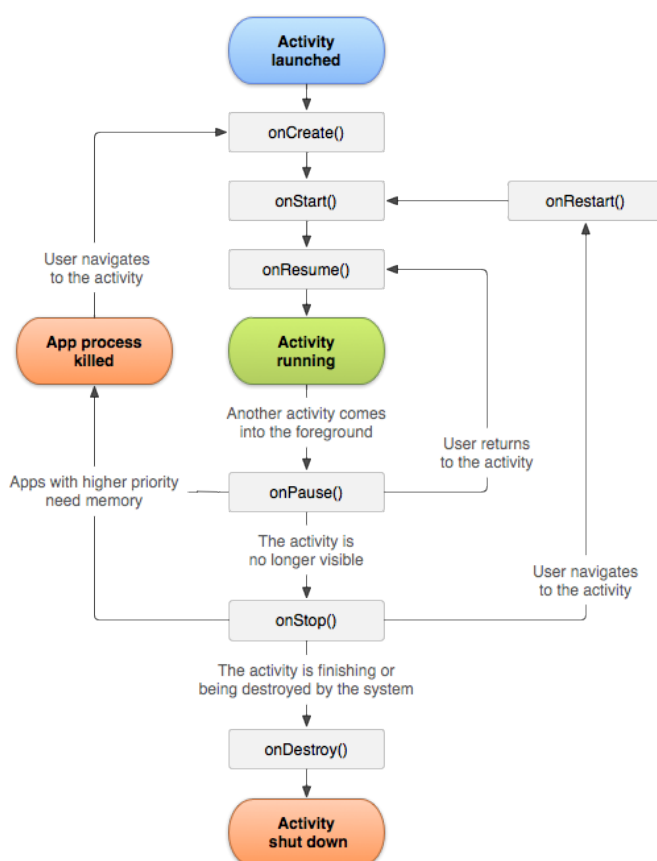 Activity
launched
onCreate()
onStart()
onRestart()
User navigates
to the activity
onResume()
App process
killed
Activity
running
Another activity comes
into the foreground
User returns
to the activity
Apps with higher priority
need memory
onPause()
The activity is
no longer visible
User navigates
to the activity
onStop()
The activity is finishing or
being destroyed by the system
onDestroy()
Activity
shut down